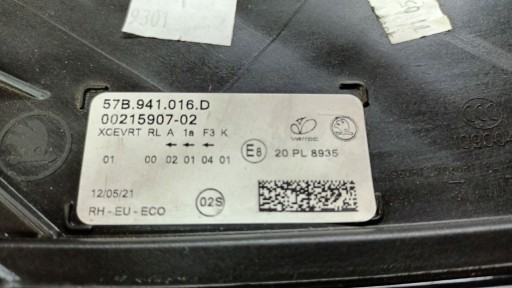 9301
57B.941.016.D
00215907-02
XCEVRT RL A 1a F3 K
← ← ←
01 00 02 01 04 01
E8
20 PL 8935
12/05/21
RH-EU-ECO
02S